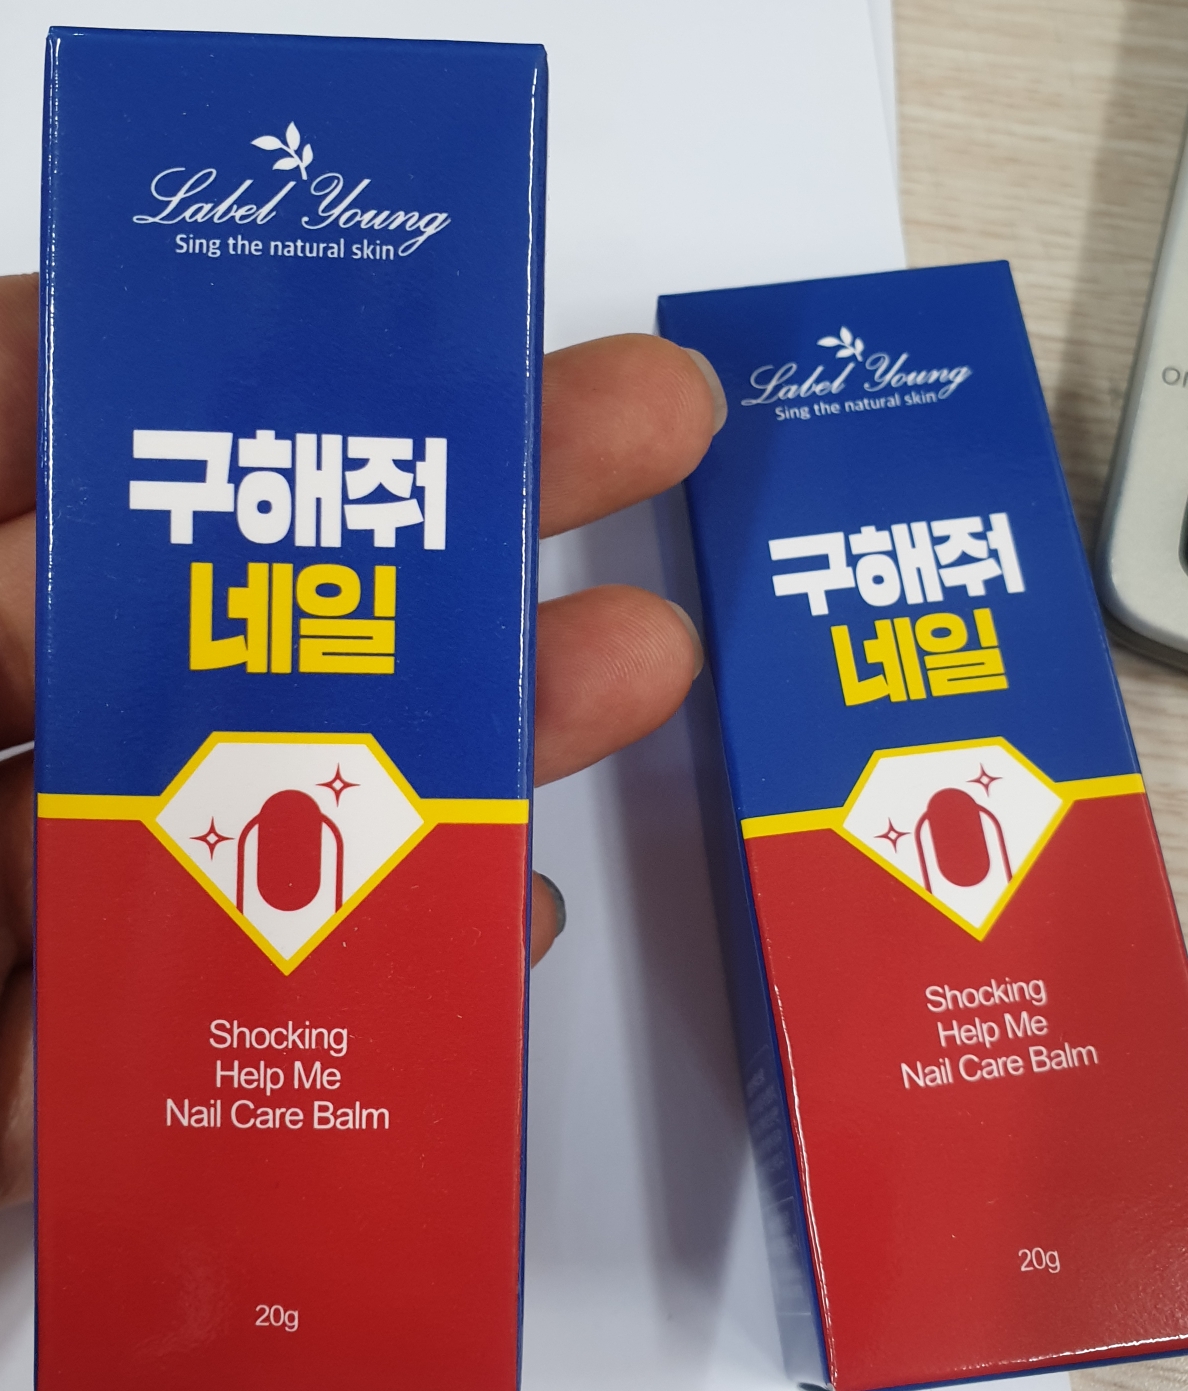 Label Young
Sing the natural skin
구해줘
네일
Shocking
Help Me
Nail Care Balm
20g
Label Young
Sing the natural skin
구해줘
네일
Shocking
Help Me
Nail Care Balm
20g